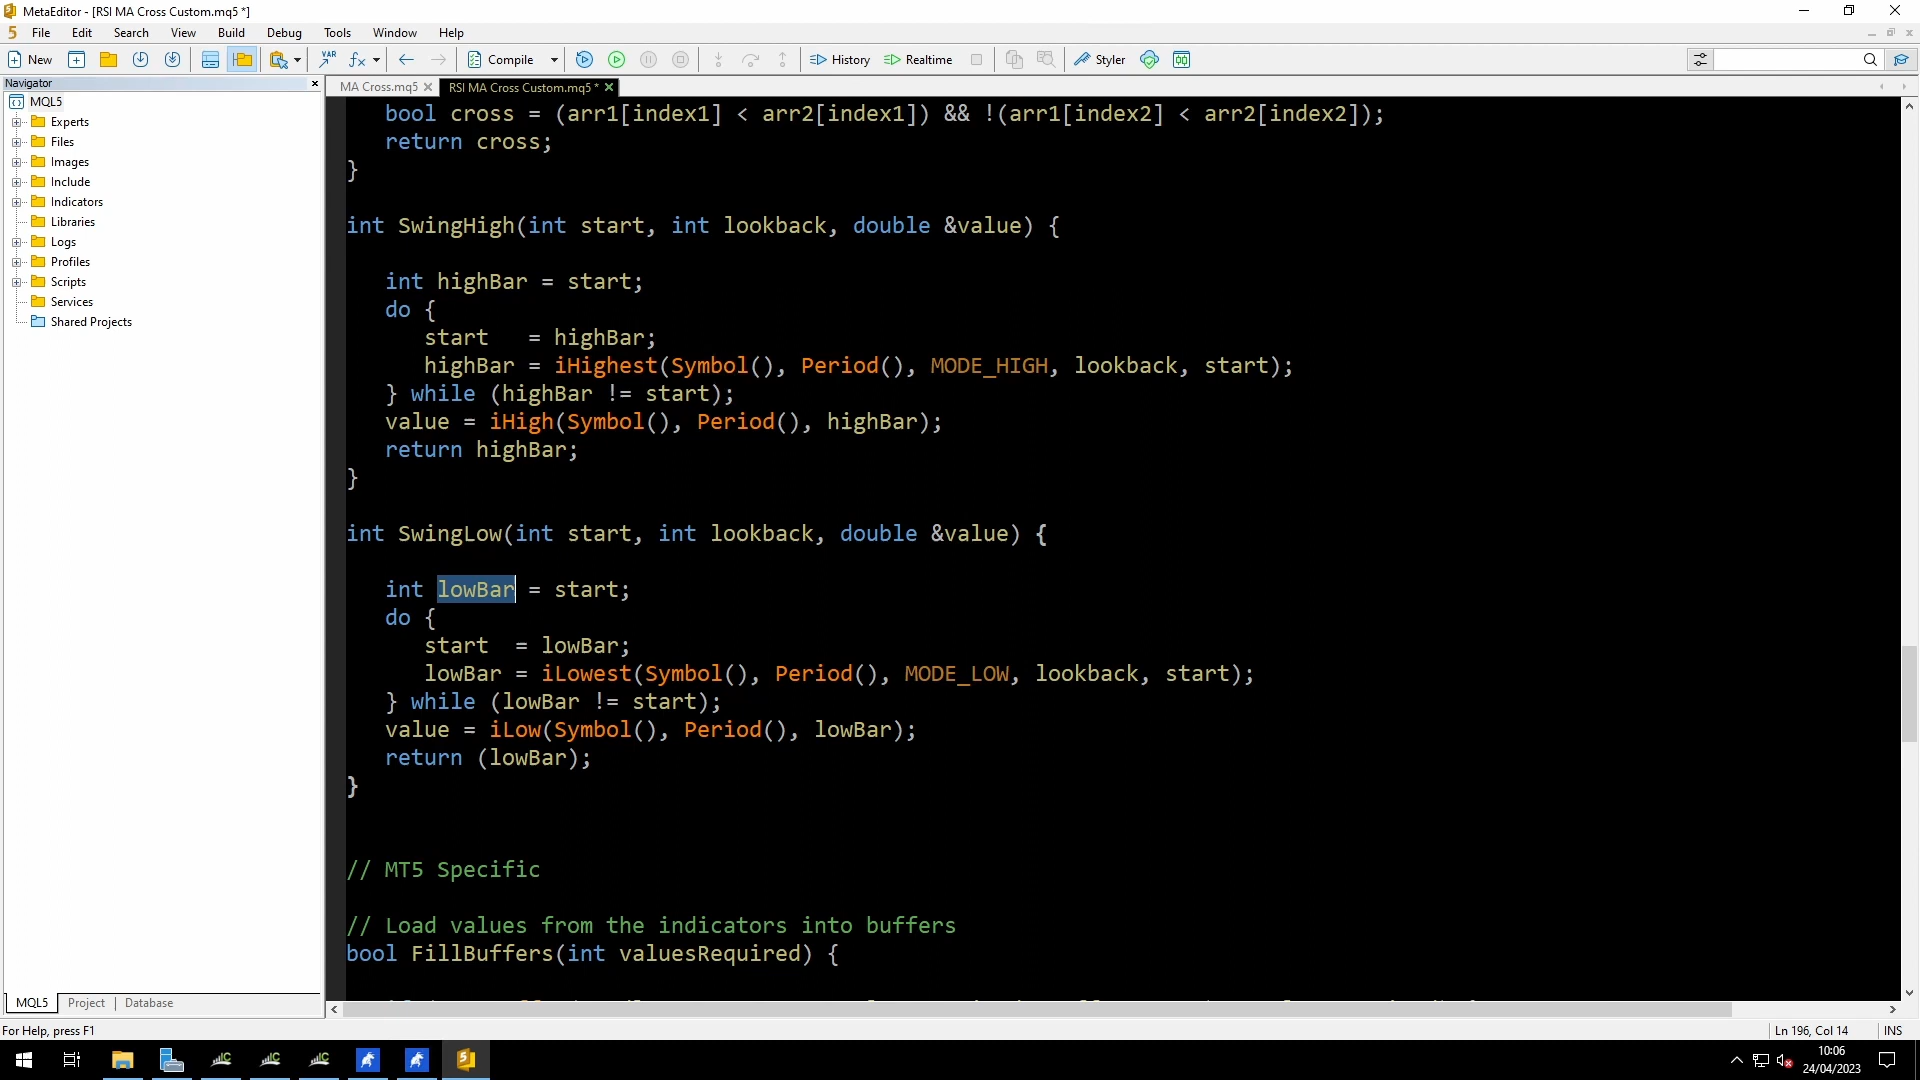 MetaEditor - [RSI MA Cross Custom.mq5 *]
5 File Edit Search View Build Debug Tools Window Help
New VAR fx Compile History Realtime Styler
Navigator
MA Cross.mq5 RSI MA Cross Custom.mq5 *
MQL5
Experts
Files
Images
Include
Indicators
Libraries
Logs
Profiles
Scripts
Services
Shared Projects
bool cross = (arr1[index1] < arr2[index1]) && !(arr1[index2] < arr2[index2]);
return cross;
}
int SwingHigh(int start, int lookback, double &value) {
int highBar = start;
do {
start   = highBar;
highBar = iHighest(Symbol(), Period(), MODE_HIGH, lookback, start);
} while (highBar != start);
value = iHigh(Symbol(), Period(), highBar);
return highBar;
}
int SwingLow(int start, int lookback, double &value) {
int lowBar = start;
do {
start  = lowBar;
lowBar = iLowest(Symbol(), Period(), MODE_LOW, lookback, start);
} while (lowBar != start);
value = iLow(Symbol(), Period(), lowBar);
return (lowBar);
}
// MT5 Specific
// Load values from the indicators into buffers
bool FillBuffers(int valuesRequired) {
MQL5 Project Database
For Help, press F1
Ln 196, Col 14 INS
10:06
24/04/2023